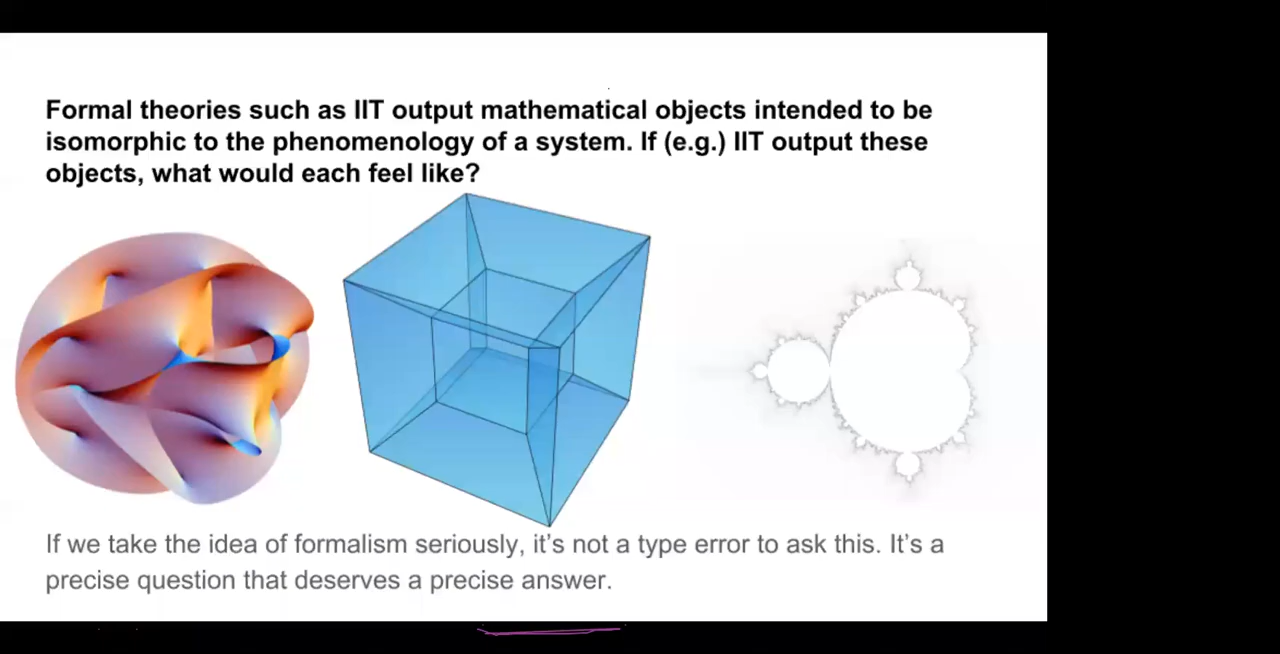 Formal theories such as IIT output mathematical objects intended to be
isomorphic to the phenomenology of a system. If (e.g.) IIT output these
objects, what would each feel like?
If we take the idea of formalism seriously, it’s not a type error to ask this. It’s a
precise question that deserves a precise answer.